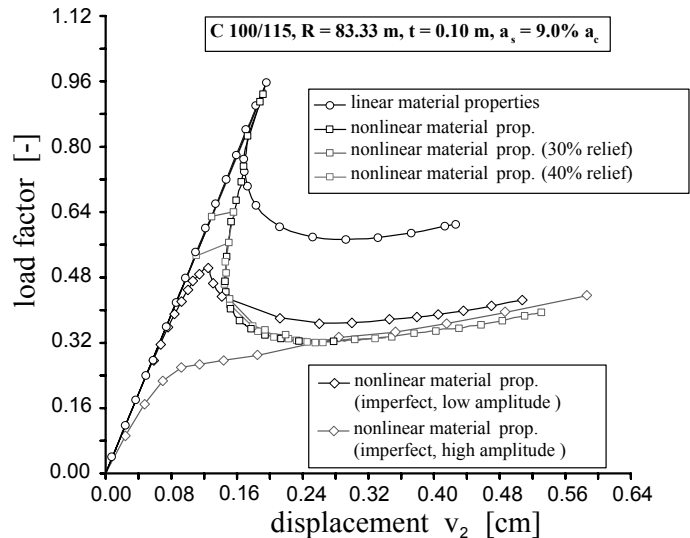 C 100/115, R = 83.33 m, t = 0.10 m, a s = 9.0% a c
linear material properties
nonlinear material prop.
nonlinear material prop. (30% relief)
nonlinear material prop. (40% relief)
nonlinear material prop.
(imperfect, low amplitude )
nonlinear material prop.
(imperfect, high amplitude )
load factor [-]
1.12
0.96
0.80
0.64
0.48
0.32
0.16
0.00
0.00 0.08 0.16 0.24 0.32 0.40 0.48 0.56 0.64
displacement v2 [cm]